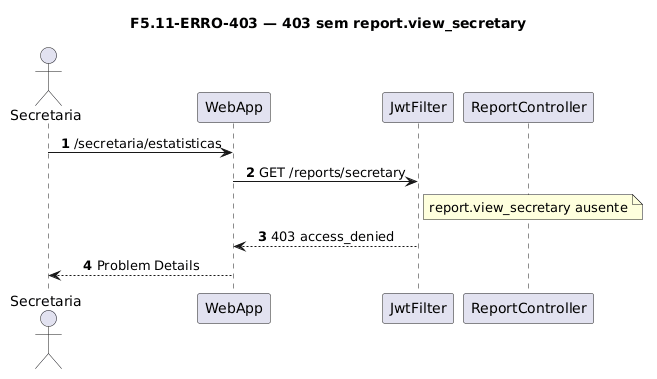 F5.11-ERRO-403 — 403 sem report.view_secretary
Secretaria
WebApp
JwtFilter
ReportController
1 /secretaria/estatisticas
2 GET /reports/secretary
report.view_secretary ausente
3 403 access_denied
4 Problem Details
Secretaria
WebApp
JwtFilter
ReportController